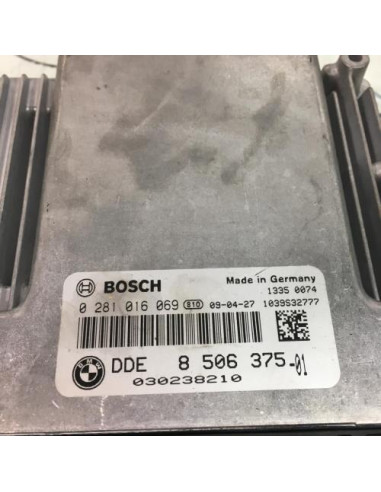 BOSCH
Made in Germany
1335 0074
0 281 016 069 810 09-04-27 1039S32777
DDE 8 506 375-01
030238210